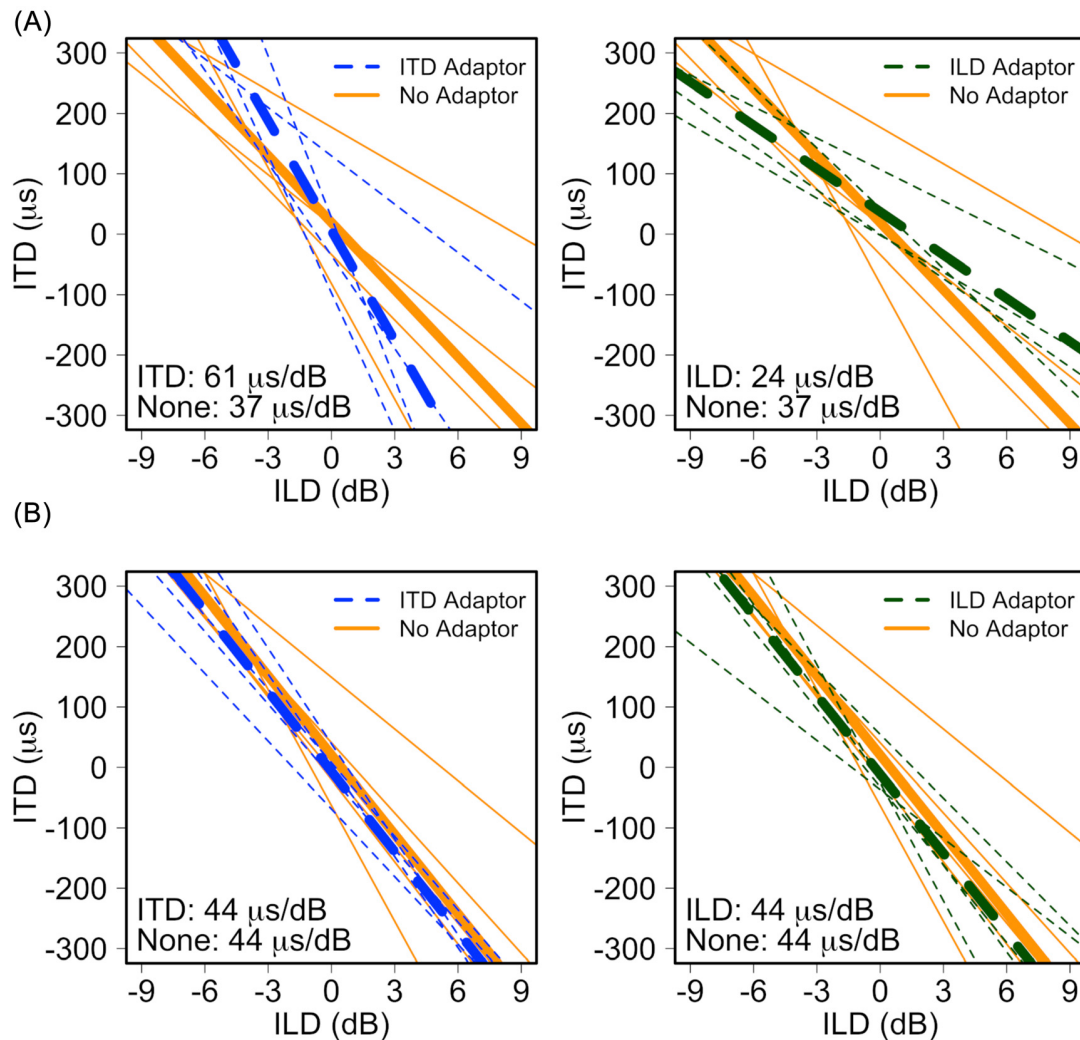 (A)
300
200
100
0
-100
-200
-300
ITD (µs)
ITD Adaptor
No Adaptor
ITD: 61 µs/dB
None: 37 µs/dB
-9 -6 -3 0 3 6 9
ILD (dB)
300
200
100
0
-100
-200
-300
ITD (µs)
ILD Adaptor
No Adaptor
ILD: 24 µs/dB
None: 37 µs/dB
-9 -6 -3 0 3 6 9
ILD (dB)
(B)
300
200
100
0
-100
-200
-300
ITD (µs)
ITD Adaptor
No Adaptor
ITD: 44 µs/dB
None: 44 µs/dB
-9 -6 -3 0 3 6 9
ILD (dB)
300
200
100
0
-100
-200
-300
ITD (µs)
ILD Adaptor
No Adaptor
ILD: 44 µs/dB
None: 44 µs/dB
-9 -6 -3 0 3 6 9
ILD (dB)